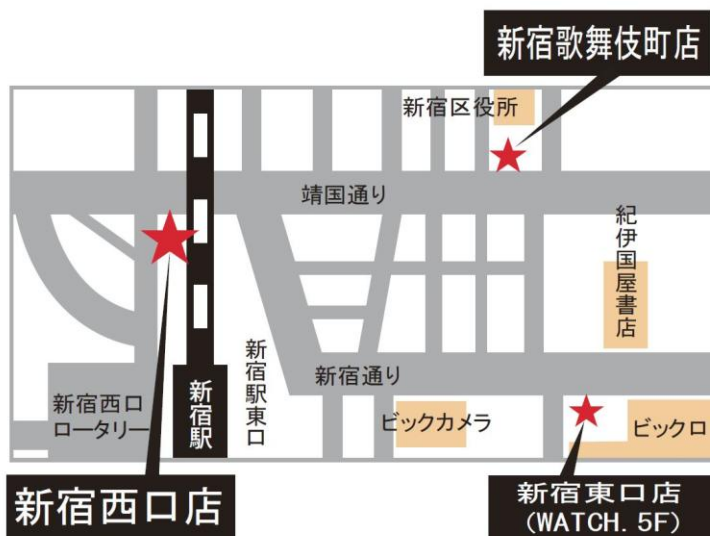 新宿歌舞伎町店
新宿区役所
靖国通り
紀伊国屋書店
新宿通り
新宿駅東口
新宿駅
新宿西口
ロータリー
ビックカメラ
ビックロ
新宿西口店
新宿東口店
(WATCH. 5F)